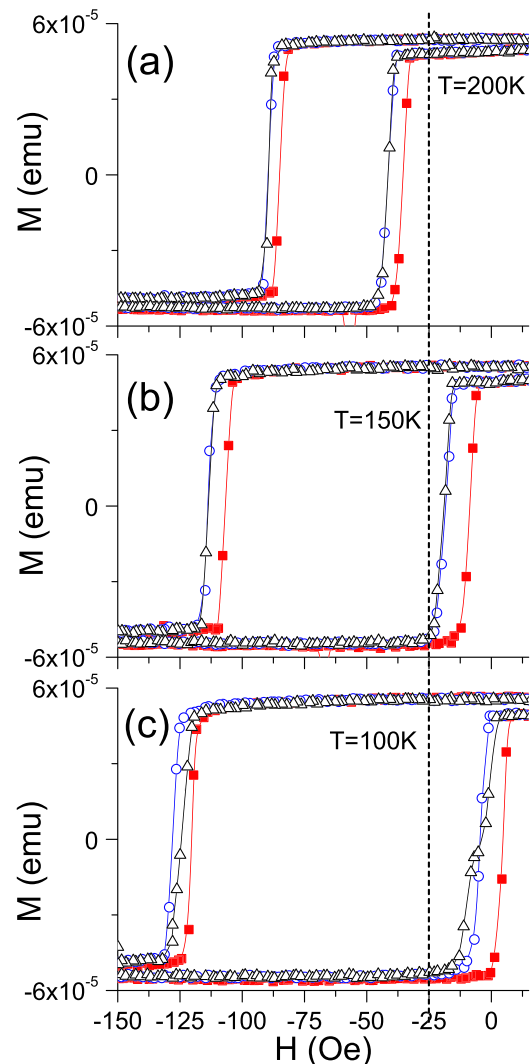 6x10⁻⁵
(a)
T=200K
M (emu)
0
-6x10⁻⁵
6x10⁻⁵
(b)
T=150K
M (emu)
0
-6x10⁻⁵
6x10⁻⁵
(c)
T=100K
M (emu)
0
-6x10⁻⁵
-150 -125 -100 -75 -50 -25 0
H (Oe)